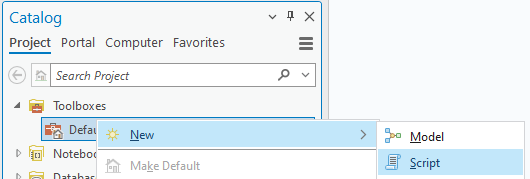 Catalog
Project Portal Computer Favorites
Search Project
Toolboxes
New
Model
Make Default
Script